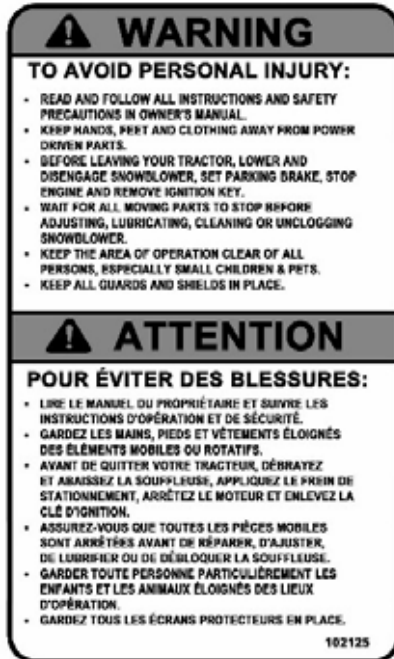 WARNING
TO AVOID PERSONAL INJURY:
• READ AND FOLLOW ALL INSTRUCTIONS AND SAFETY
PRECAUTIONS IN OWNER'S MANUAL.
• KEEP HANDS, FEET AND CLOTHING AWAY FROM POWER
DRIVEN PARTS.
• BEFORE LEAVING YOUR TRACTOR, LOWER AND
DISENGAGE SNOWBLOWER, SET PARKING BRAKE, STOP
ENGINE AND REMOVE IGNITION KEY.
• WAIT FOR ALL MOVING PARTS TO STOP BEFORE
ADJUSTING, LUBRICATING, CLEANING OR UNCLOGGING
SNOWBLOWER.
• KEEP THE AREA OF OPERATION CLEAR OF ALL
PERSONS, ESPECIALLY SMALL CHILDREN & PETS.
• KEEP ALL GUARDS AND SHIELDS IN PLACE.
ATTENTION
POUR ÉVITER DES BLESSURES:
• LIRE LE MANUEL DU PROPRIÉTAIRE ET SUIVRE LES
INSTRUCTIONS D'OPÉRATION ET DE SÉCURITÉ.
• GARDEZ LES MAINS, PIEDS ET VÊTEMENTS ÉLOIGNÉS
DES ÉLÉMENTS MOBILES OU ROTATIFS.
• AVANT DE QUITTER VOTRE TRACTEUR, DÉBRAYEZ
ET ABAISSEZ LA SOUFFLEUSE, APPLIQUEZ LE FREIN DE
STATIONNEMENT, ARRÊTEZ LE MOTEUR ET ENLEVEZ LA
CLÉ D'IGNITION.
• ASSUREZ-VOUS QUE TOUTES LES PIÈCES MOBILES
SONT ARRÊTÉES AVANT DE RÉPARER, D'AJUSTER,
DE LUBRIFIER OU DE DÉBLOQUER LA SOUFFLEUSE.
• GARDER TOUTE PERSONNE PARTICULIÈREMENT LES
ENFANTS ET LES ANIMAUX ÉLOIGNÉS DES LIEUX
D'OPÉRATION.
• GARDEZ TOUS LES ÉCRANS PROTECTEURS EN PLACE.
102125